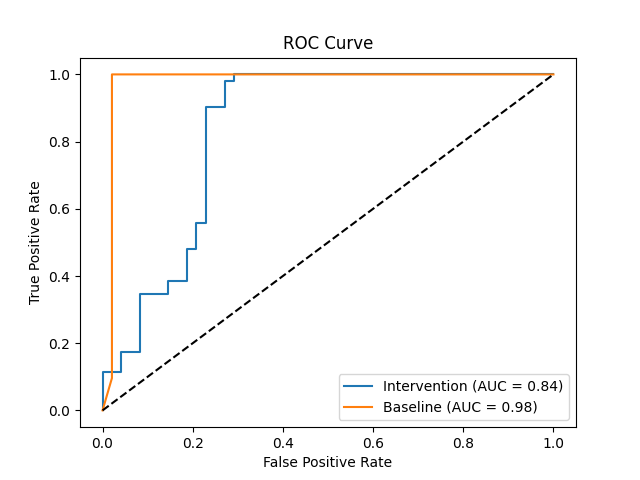 ROC Curve
True Positive Rate
1.0
0.8
0.6
0.4
0.2
0.0
Intervention (AUC = 0.84)
Baseline (AUC = 0.98)
0.0 0.2 0.4 0.6 0.8 1.0
False Positive Rate